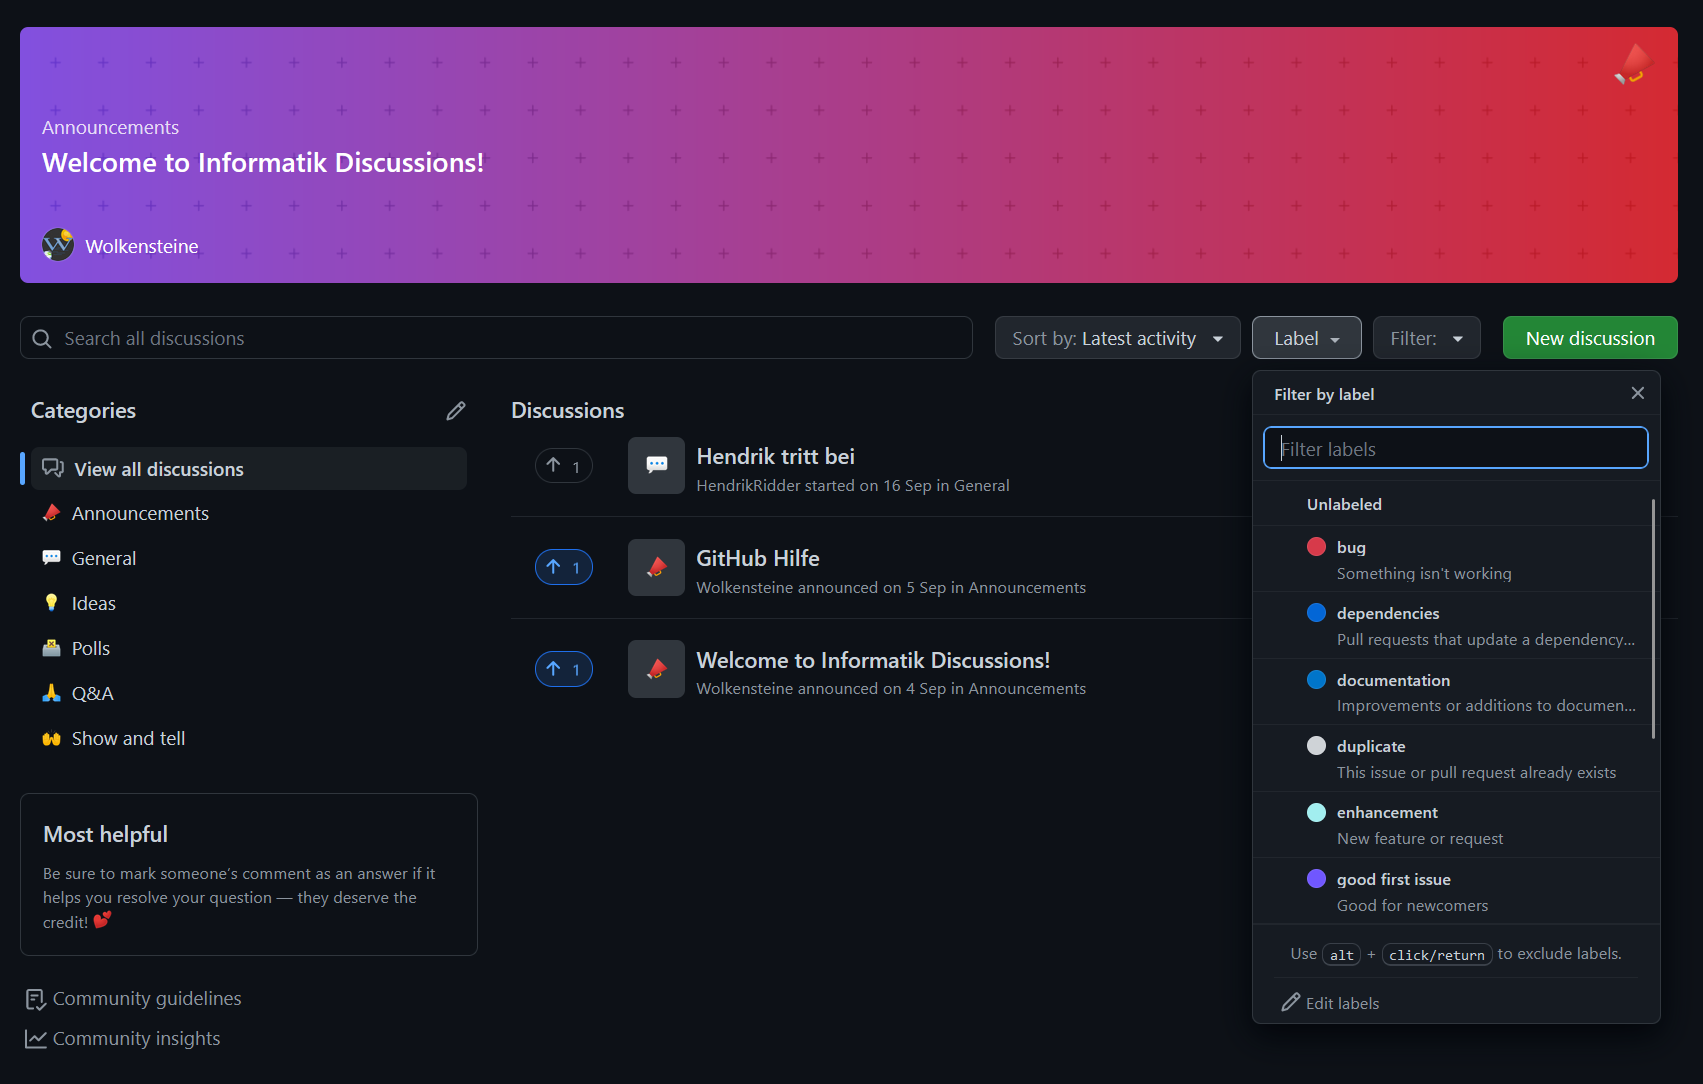 Announcements
Welcome to Informatik Discussions!
Wolkensteine
Search all discussions
Sort by: Latest activity
Label
Filter:
New discussion
Categories
View all discussions
Announcements
General
Ideas
Polls
Q&A
Show and tell
Most helpful
Be sure to mark someone’s comment as an answer if it
helps you resolve your question — they deserve the
credit! 💕
Community guidelines
Community insights
Discussions
1
Hendrik tritt bei
HendrikRidder started on 16 Sep in General
1
GitHub Hilfe
Wolkensteine announced on 5 Sep in Announcements
1
Welcome to Informatik Discussions!
Wolkensteine announced on 4 Sep in Announcements
Filter by label
Filter labels
Unlabeled
bug
Something isn't working
dependencies
Pull requests that update a dependency...
documentation
Improvements or additions to documen...
duplicate
This issue or pull request already exists
enhancement
New feature or request
good first issue
Good for newcomers
Use alt + click/return to exclude labels.
Edit labels